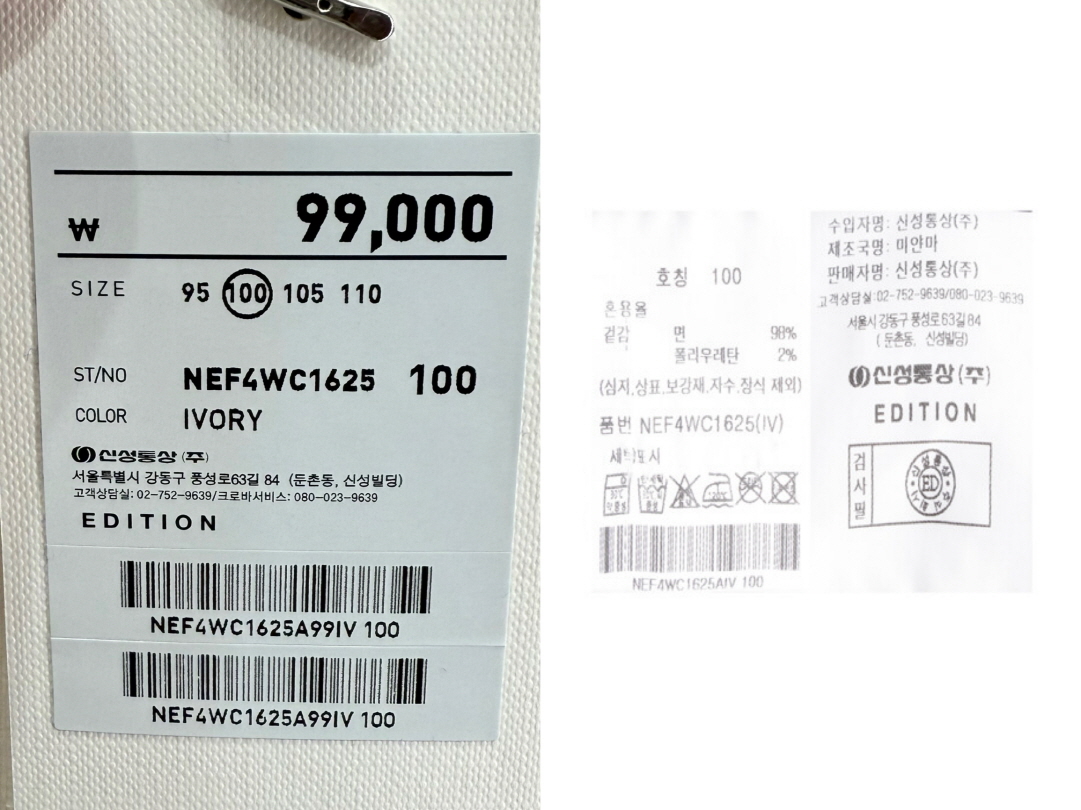 ₩ 99,000
SIZE 95 100 105 110
ST/NO NEF4WC1625 100
COLOR IVORY
신성통상 (주)
서울특별시 강동구 풍성로63길 84 (둔촌동, 신성빌딩)
고객상담실: 02-752-9639/크로바서비스: 080-023-9639
EDITION
NEF4WC1625A99IV 100
NEF4WC1625A99IV 100
호칭 100
혼용율
겉감 면 98%
폴리우레탄 2%
(심지,상표,보강재,자수,장식 제외)
품번 NEF4WC1625(IV)
세탁표시
NEF4WC1625AIV 100
수입자명: 신성통상(주)
제조국명: 미얀마
판매자명: 신성통상(주)
고객상담실:02-752-9639/080-023-9639
서울시 강동구 풍성로63길 84
(둔촌동, 신성빌딩)
신성통상(주)
EDITION
검사필
ED